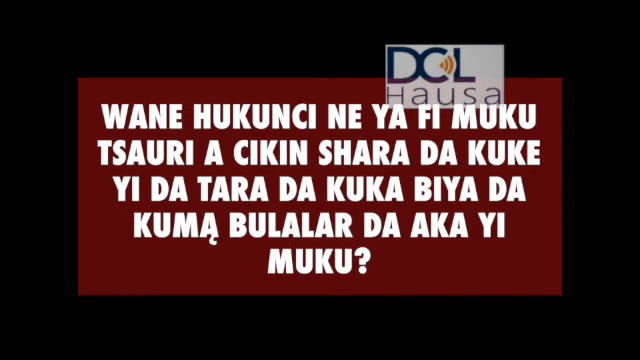 DCL
Hausa
WANE HUKUNCI NE YA FI MUKU
TSAURI A CIKIN SHARA DA KUKE
YI DA TARA DA KUKA BIYA DA
KUMĄ BULALAR DA AKA YI
MUKU?